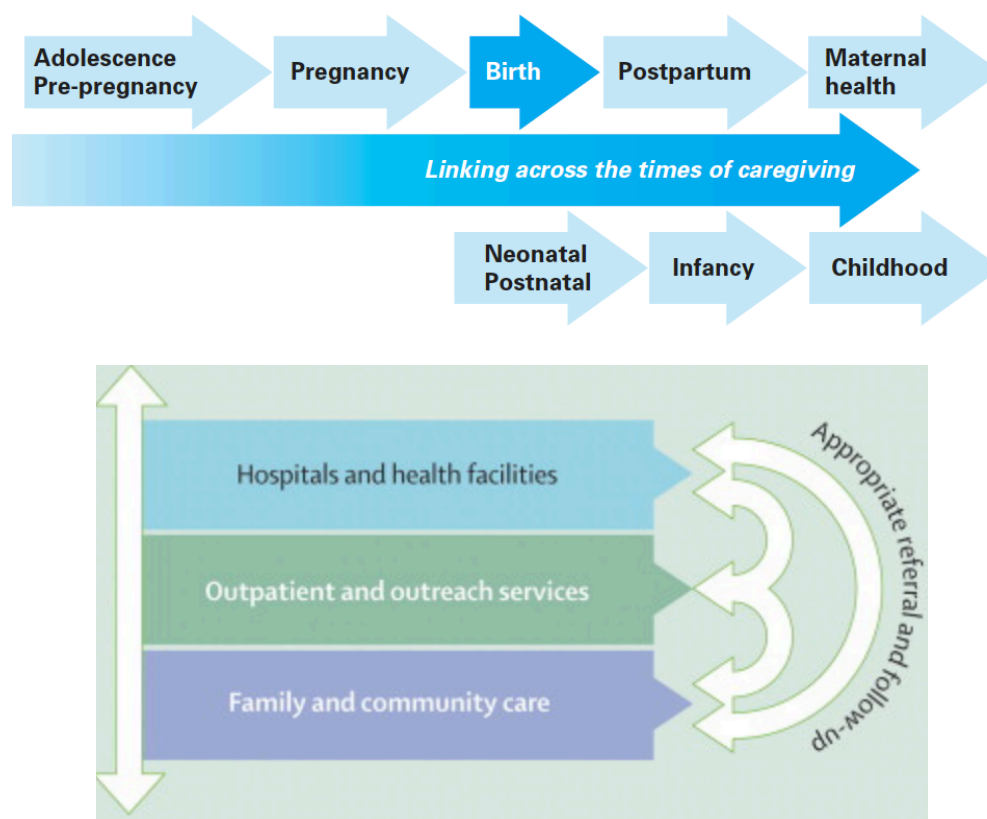 Adolescence
Pre-pregnancy
Pregnancy
Birth
Postpartum
Maternal
health
Linking across the times of caregiving
Neonatal
Postnatal
Infancy
Childhood
Hospitals and health facilities
Outpatient and outreach services
Family and community care
Appropriate referral and follow-up